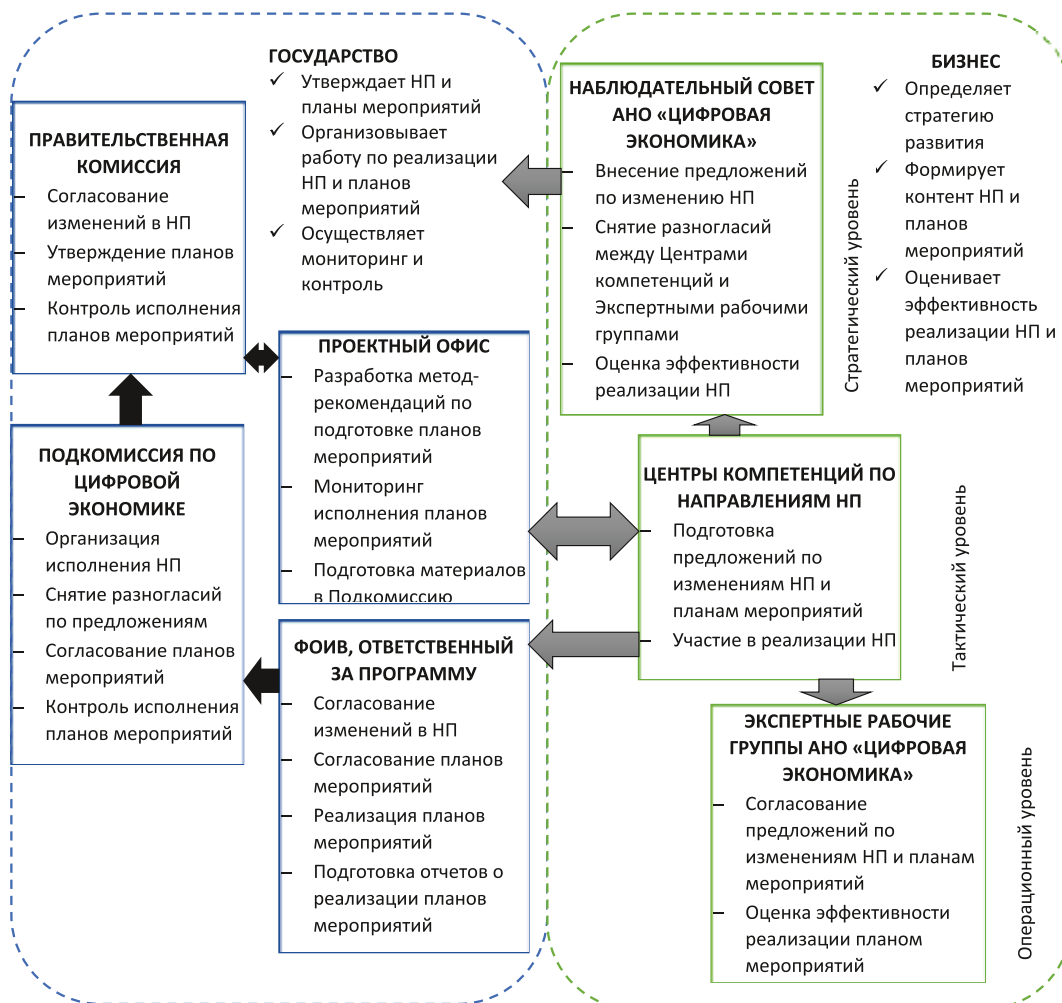 ГОСУДАРСТВО
✓ Утверждает НП и
планы мероприятий
✓ Организовывает
работу по реализации
НП и планов
мероприятий
✓ Осуществляет
мониторинг и
контроль
ПРАВИТЕЛЬСТВЕННАЯ
КОМИССИЯ
– Согласование
изменений в НП
– Утверждение планов
мероприятий
– Контроль исполнения
планов мероприятий
ПРОЕКТНЫЙ ОФИС
– Разработка метод-
рекомендаций по
подготовке планов
мероприятий
– Мониторинг
исполнения планов
мероприятий
– Подготовка материалов
в Подкомиссию
ПОДКОМИССИЯ ПО
ЦИФРОВОЙ
ЭКОНОМИКЕ
– Организация
исполнения НП
– Снятие разногласий
по предложениям
– Согласование планов
мероприятий
– Контроль исполнения
планов мероприятий
ФОИВ, ОТВЕТСТВЕННЫЙ
ЗА ПРОГРАММУ
– Согласование
изменений в НП
– Согласование планов
мероприятий
– Реализация планов
мероприятий
– Подготовка отчетов о
реализации планов
мероприятий
НАБЛЮДАТЕЛЬНЫЙ СОВЕТ
АНО «ЦИФРОВАЯ
ЭКОНОМИКА»
– Внесение предложений
по изменению НП
– Снятие разногласий
между Центрами
компетенций и
Экспертными рабочими
группами
– Оценка эффективности
реализации НП
Стратегический уровень
БИЗНЕС
✓ Определяет
стратегию
развития
✓ Формирует
контент НП и
планов
мероприятий
✓ Оценивает
эффективность
реализации НП и
планов
мероприятий
ЦЕНТРЫ КОМПЕТЕНЦИЙ ПО
НАПРАВЛЕНИЯМ НП
– Подготовка
предложений по
изменениям НП и
планам мероприятий
– Участие в реализации НП
Тактический уровень
ЭКСПЕРТНЫЕ РАБОЧИЕ
ГРУППЫ АНО «ЦИФРОВАЯ
ЭКОНОМИКА»
– Согласование
предложений по
изменениям НП и планам
мероприятий
– Оценка эффективности
реализации планом
мероприятий
Операционный уровень